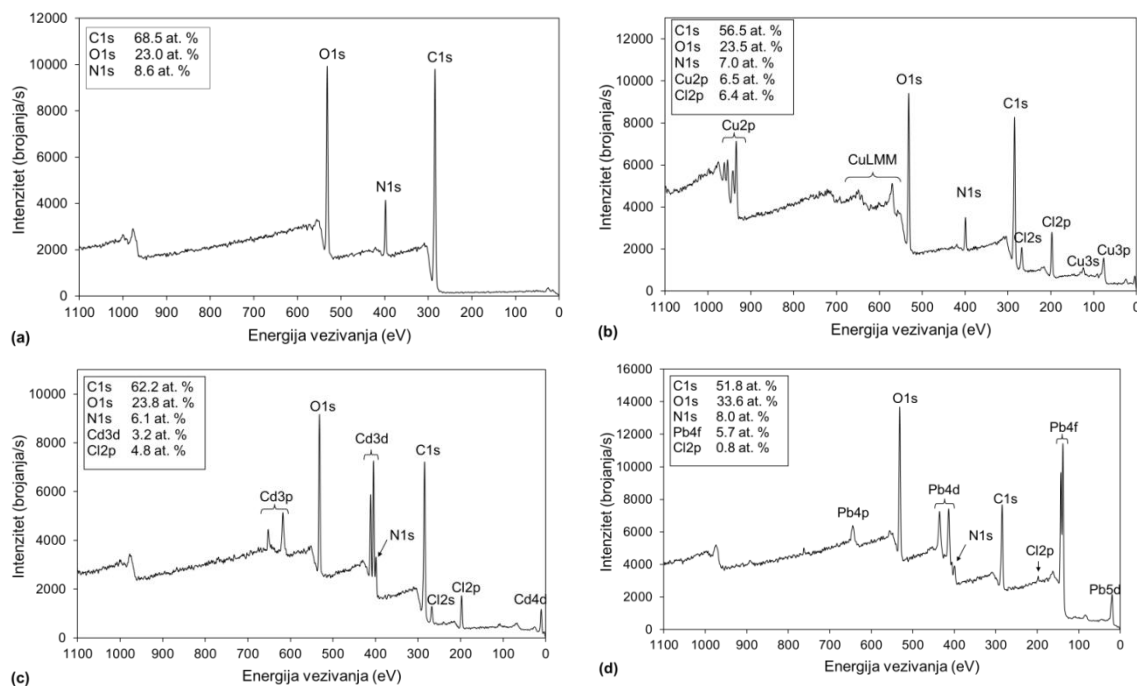 12000
10000
8000
6000
4000
2000
0
Intenzitet (brojanja/s)
C1s 68.5 at. %
O1s 23.0 at. %
N1s 8.6 at. %
O1s
C1s
N1s
1100 1000 900 800 700 600 500 400 300 200 100 0
Energija vezivanja (eV)
(a)
12000
10000
8000
6000
4000
2000
0
Intenzitet (brojanja/s)
C1s 56.5 at. %
O1s 23.5 at. %
N1s 7.0 at. %
Cu2p 6.5 at. %
Cl2p 6.4 at. %
Cu2p
CuLMM
O1s
N1s
C1s
Cl2s
Cl2p
Cu3s
Cu3p
1100 1000 900 800 700 600 500 400 300 200 100 0
Energija vezivanja (eV)
(b)
10000
8000
6000
4000
2000
0
Intenzitet (brojanja/s)
C1s 62.2 at. %
O1s 23.8 at. %
N1s 6.1 at. %
Cd3d 3.2 at. %
Cl2p 4.8 at. %
Cd3p
O1s
Cd3d
N1s
C1s
Cl2s
Cl2p
Cd4d
1100 1000 900 800 700 600 500 400 300 200 100 0
Energija vezivanja (eV)
(c)
16000
14000
12000
10000
8000
6000
4000
2000
0
Intenzitet (brojanja/s)
C1s 51.8 at. %
O1s 33.6 at. %
N1s 8.0 at. %
Pb4f 5.7 at. %
Cl2p 0.8 at. %
Pb4p
O1s
Pb4d
N1s
C1s
Cl2p
Pb4f
Pb5d
1100 1000 900 800 700 600 500 400 300 200 100 0
Energija vezivanja (eV)
(d)